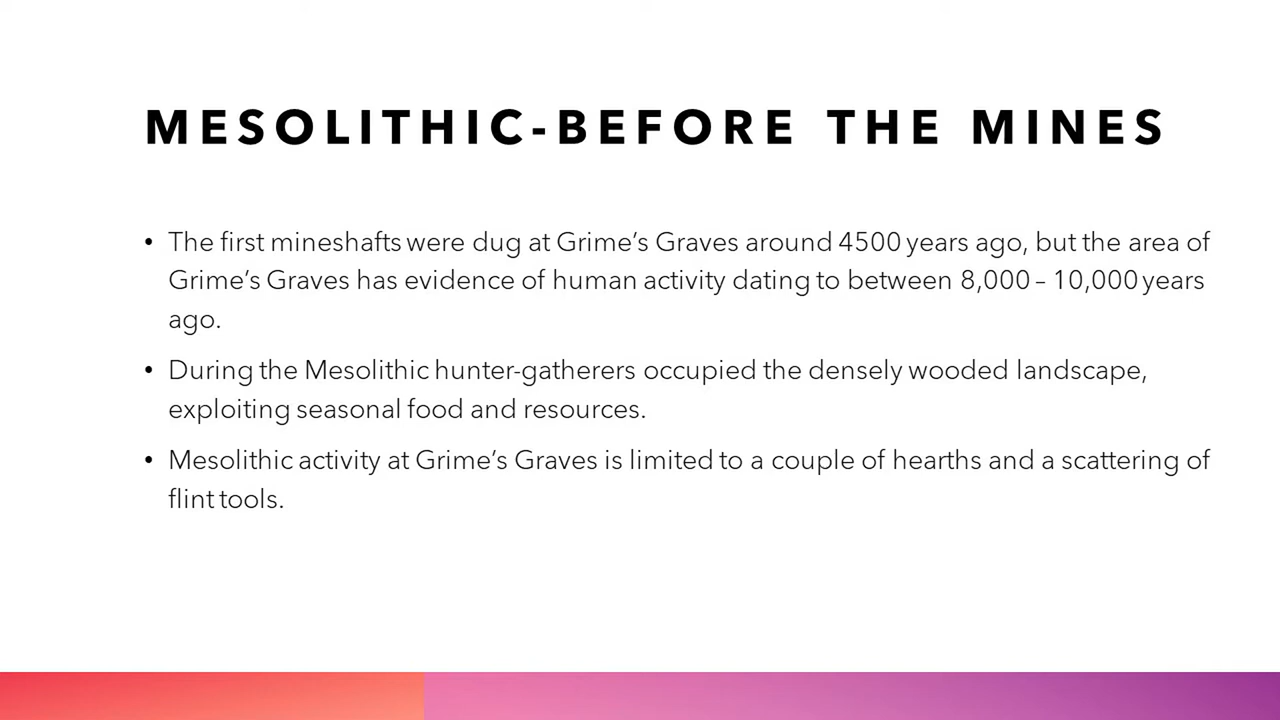 MESOLITHIC-BEFORE THE MINES
• The first mineshafts were dug at Grime’s Graves around 4500 years ago, but the area of
Grime’s Graves has evidence of human activity dating to between 8,000 – 10,000 years
ago.
• During the Mesolithic hunter-gatherers occupied the densely wooded landscape,
exploiting seasonal food and resources.
• Mesolithic activity at Grime’s Graves is limited to a couple of hearths and a scattering of
flint tools.